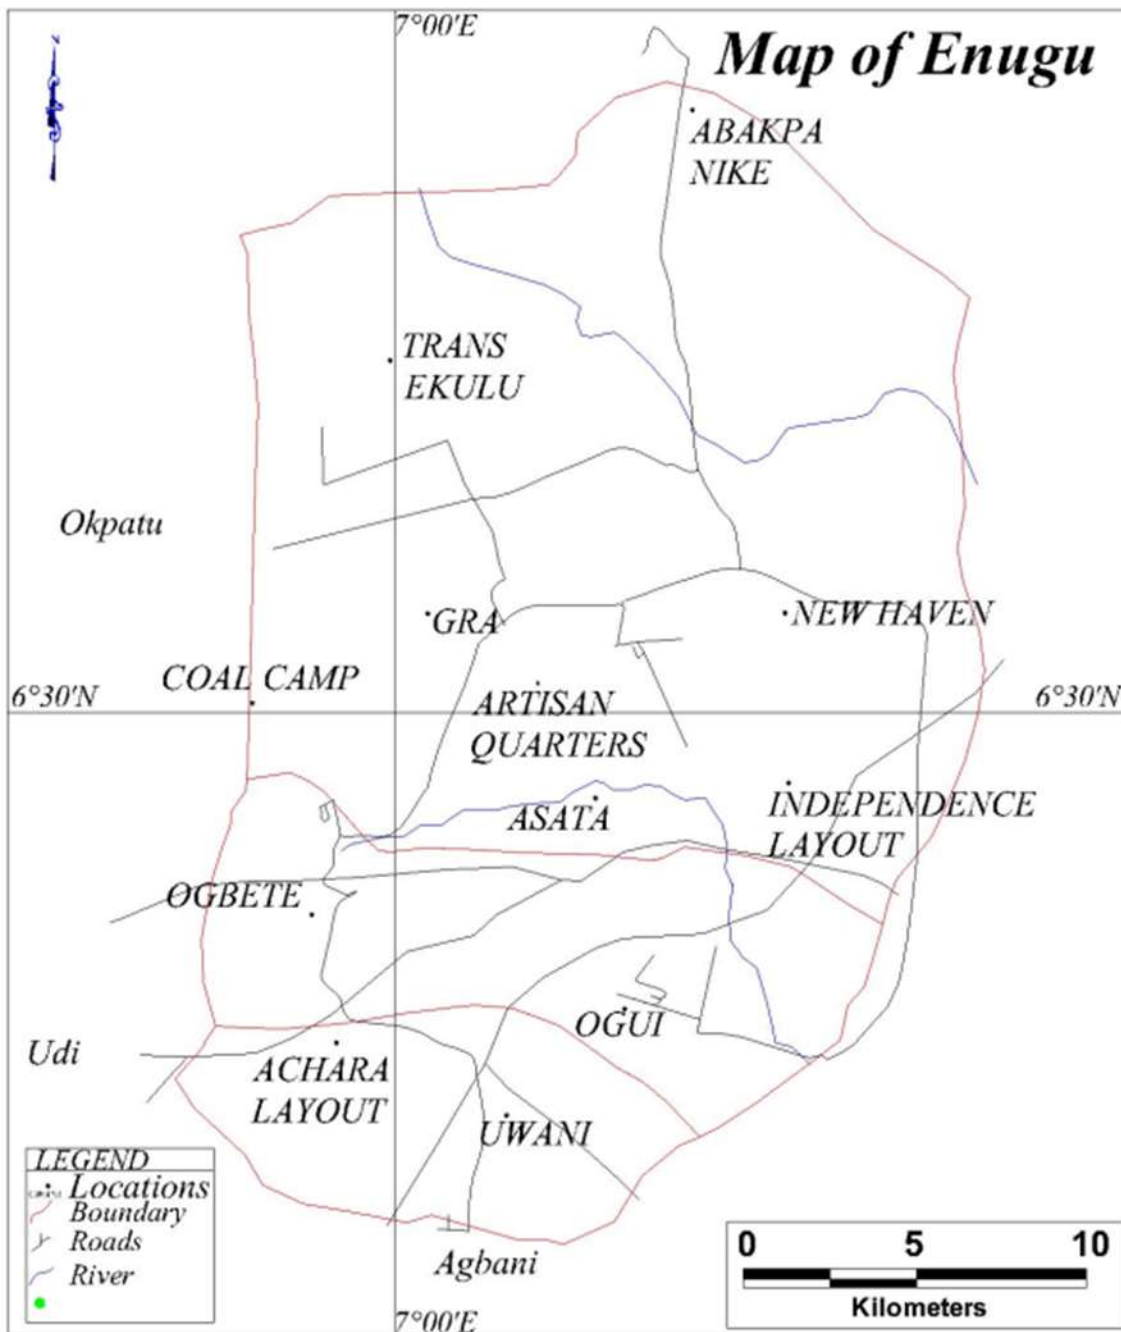 7°00'E
Map of Enugu
ABAKPA
NIKE
TRANS
EKULU
Okpatu
GRA
NEW HAVEN
COAL CAMP
6°30'N
6°30'N
ARTISAN
QUARTERS
ASATA
INDEPENDENCE
LAYOUT
OGBETE
OGUI
Udi
ACHARA
LAYOUT
UWANI
LEGEND
Locations
Boundary
Roads
River
Agbani
0 5 10
Kilometers
7°00'E